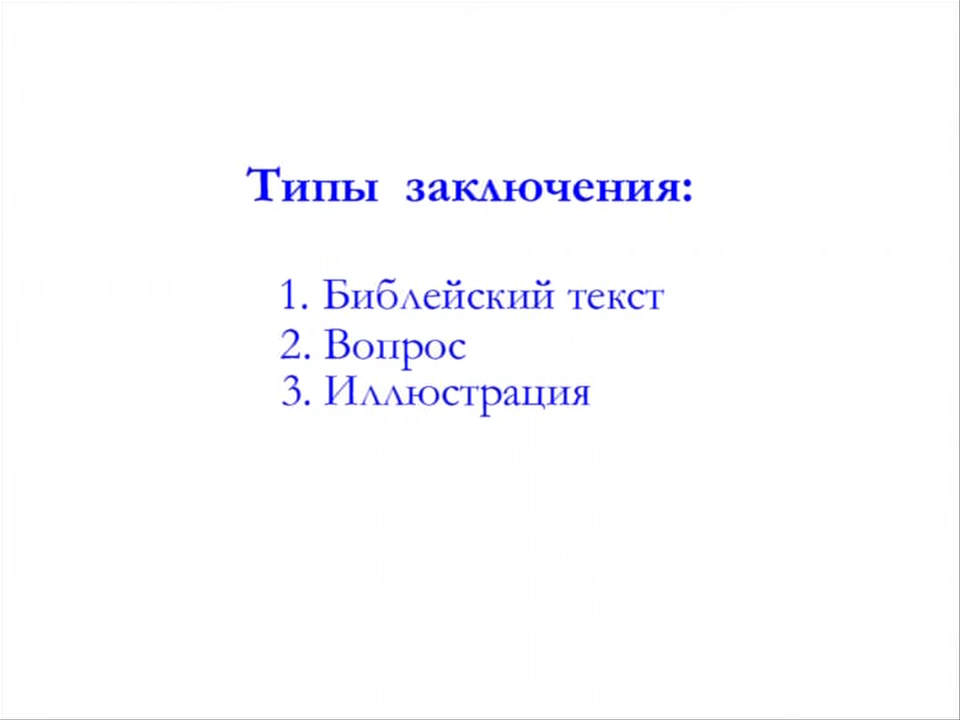 Типы заключения:
1. Библейский текст
2. Вопрос
3. Иллюстрация